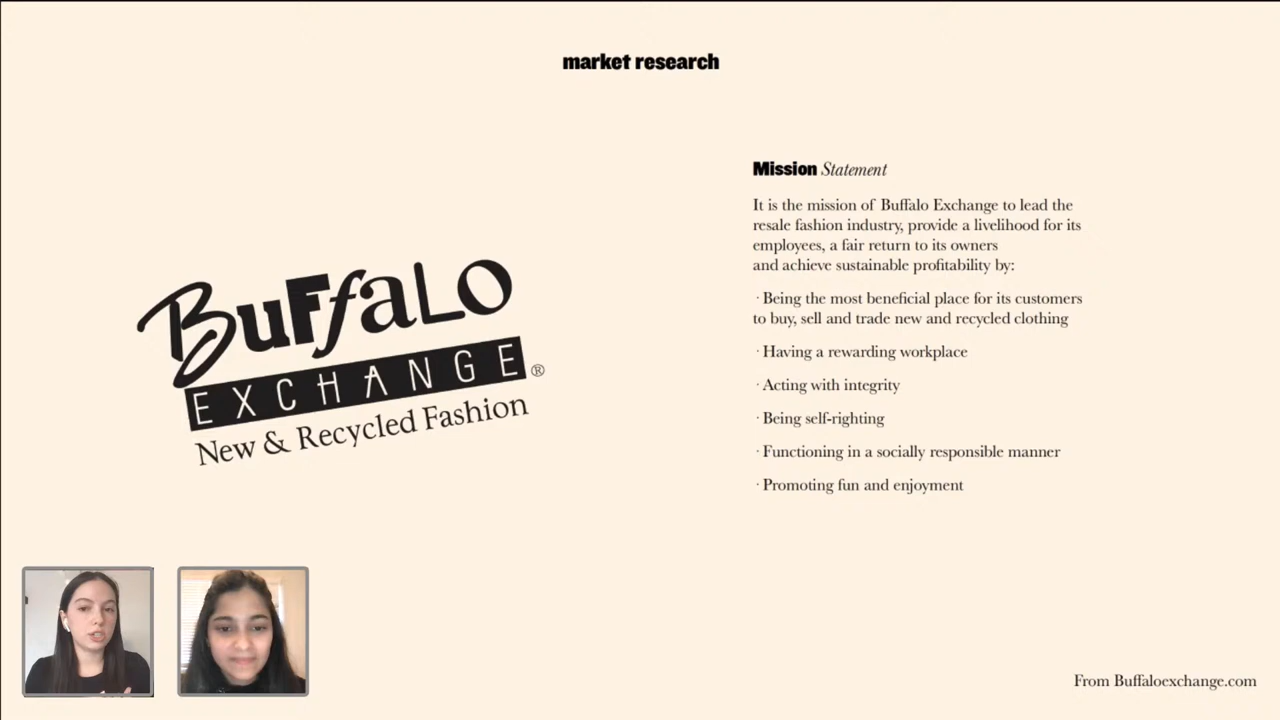 market research
BuFfaLO
EXCHANGE®
New & Recycled Fashion
Mission Statement
It is the mission of Buffalo Exchange to lead the
resale fashion industry, provide a livelihood for its
employees, a fair return to its owners
and achieve sustainable profitability by:
· Being the most beneficial place for its customers
to buy, sell and trade new and recycled clothing
· Having a rewarding workplace
· Acting with integrity
· Being self-righting
· Functioning in a socially responsible manner
· Promoting fun and enjoyment
From Buffaloexchange.com